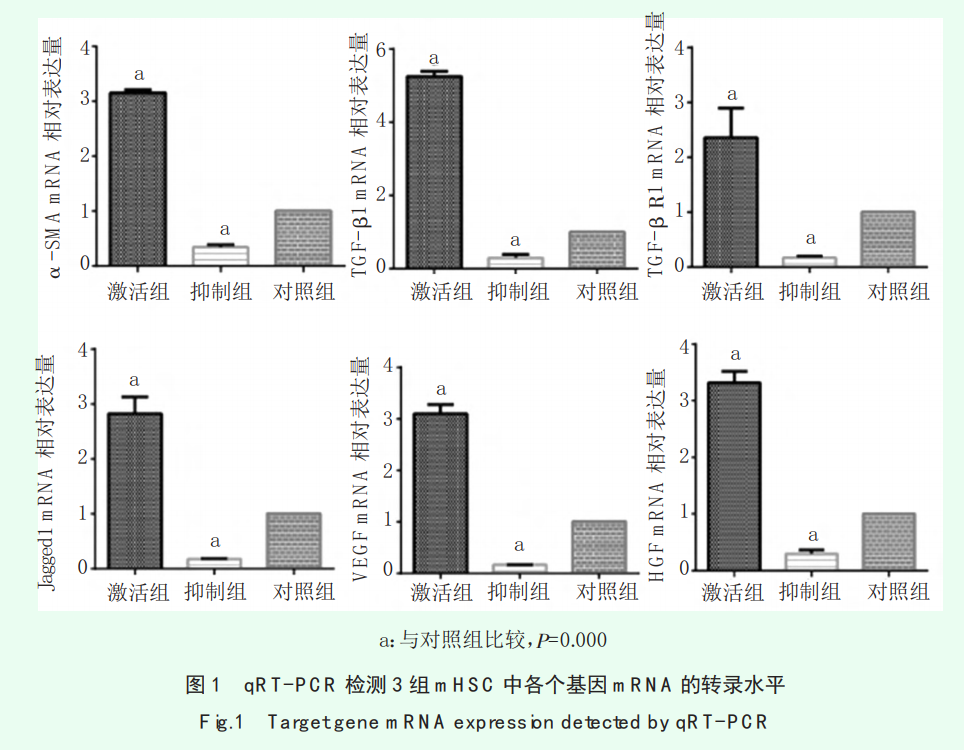 α-SMA mRNA 相对表达量
4
3
2
1
0
a
a
激活组 抑制组 对照组
TGF-β1 mRNA 相对表达量
6
4
2
0
a
a
激活组 抑制组 对照组
TGF-β R1 mRNA 相对表达量
4
3
2
1
0
a
a
激活组 抑制组 对照组
Jagged1 mRNA 相对表达量
4
3
2
1
0
a
a
激活组 抑制组 对照组
VEGF mRNA 相对表达量
4
3
2
1
0
a
a
激活组 抑制组 对照组
HGF mRNA 相对表达量
4
3
2
1
0
a
a
激活组 抑制组 对照组
a:与对照组比较,P=0.000
图1 qRT-PCR 检测3组mHSC中各个基因mRNA的转录水平
Fig.1 Target gene mRNA expression detected by qRT-PCR